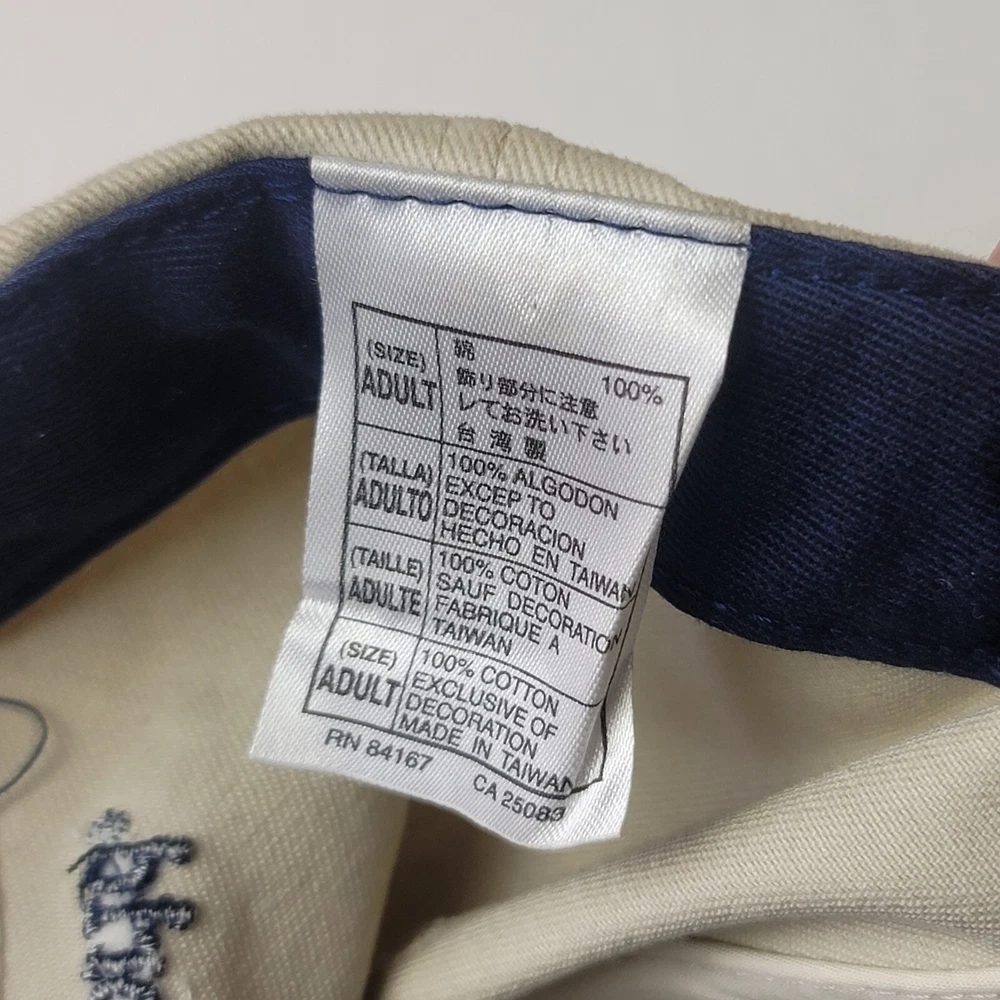 (SIZE)
ADULT
綿 100%
飾り部分に注意
してお洗い下さい
台湾製
(TALLA)
ADULTO
100% ALGODON
EXCEPTO
DECORACION
HECHO EN TAIWAN
(TAILLE)
ADULTE
100% COTON
SAUF DECORATION
FABRIQUE A
TAIWAN
(SIZE)
ADULT
100% COTTON
EXCLUSIVE OF
DECORATION
MADE IN TAIWAN
RN 84167 CA 25083